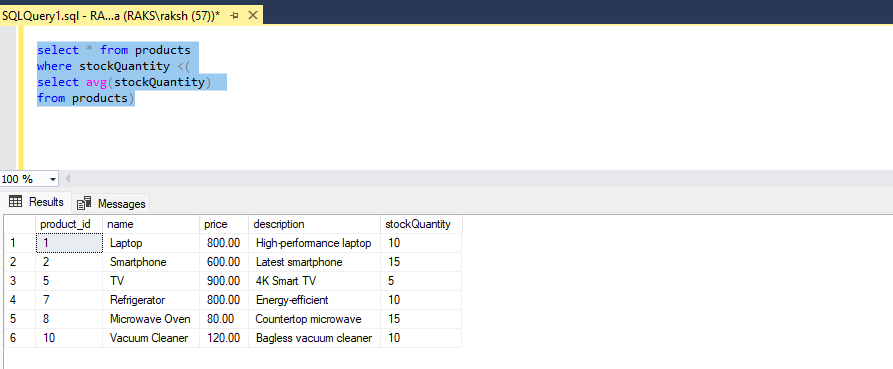 SQLQuery1.sql - RA...a (RAKS\raksh (57))*
select * from products
where stockQuantity <(
select avg(stockQuantity)
from products)
100 %
Results Messages
product_id name price description stockQuantity
1 1 Laptop 800.00 High-performance laptop 10
2 2 Smartphone 600.00 Latest smartphone 15
3 5 TV 900.00 4K Smart TV 5
4 7 Refrigerator 800.00 Energy-efficient 10
5 8 Microwave Oven 80.00 Countertop microwave 15
6 10 Vacuum Cleaner 120.00 Bagless vacuum cleaner 10